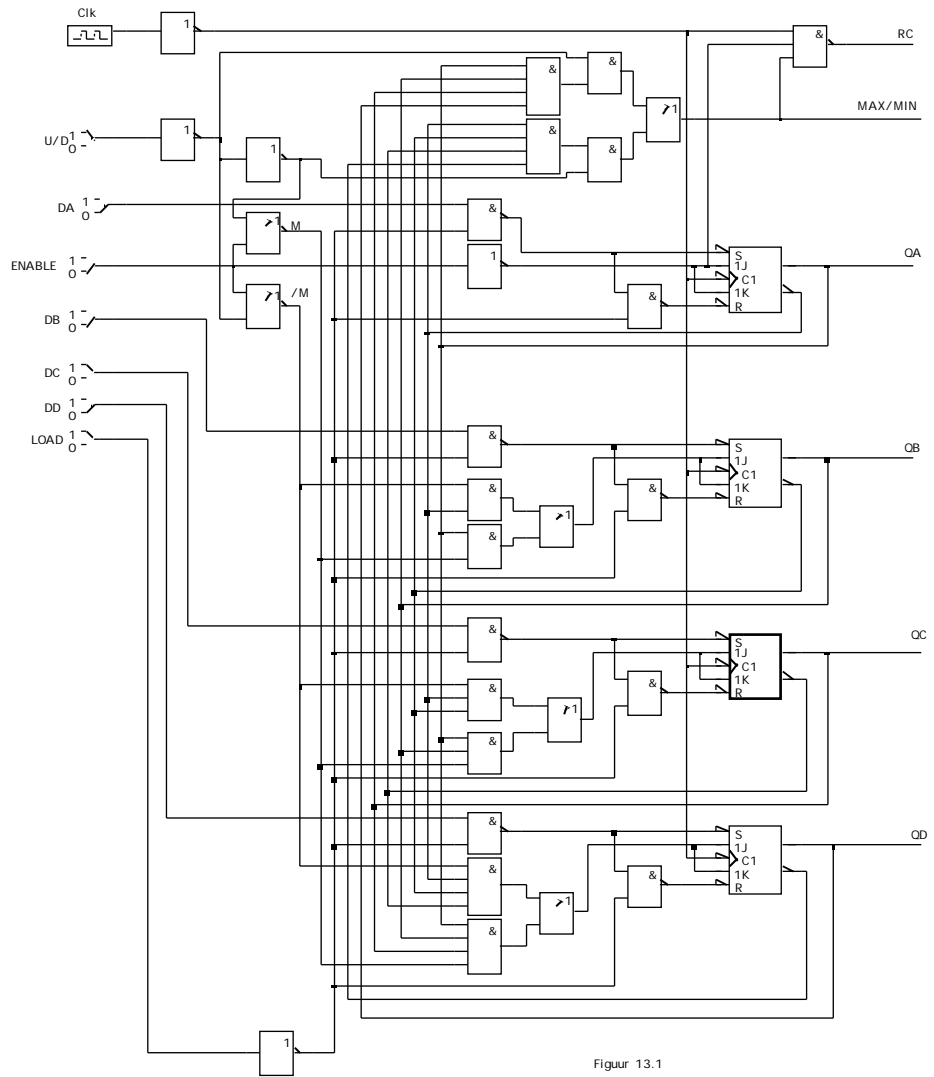 Clk
1
&
RC
&
&
MAX/MIN
1
U/D 1
0
1
1
&
&
DA 1
0
&
1 M
ENABLE 1
0
1
S
1J
C1
1K
R
QA
1 /M
&
DB 1
0
DC 1
0
DD 1
0
LOAD 1
0
&
S
1J
C1
1K
R
QB
&
&
1
&
&
S
1J
C1
1K
R
QC
&
&
1
&
&
S
1J
C1
1K
R
QD
&
&
1
&
1
Figuur 13.1